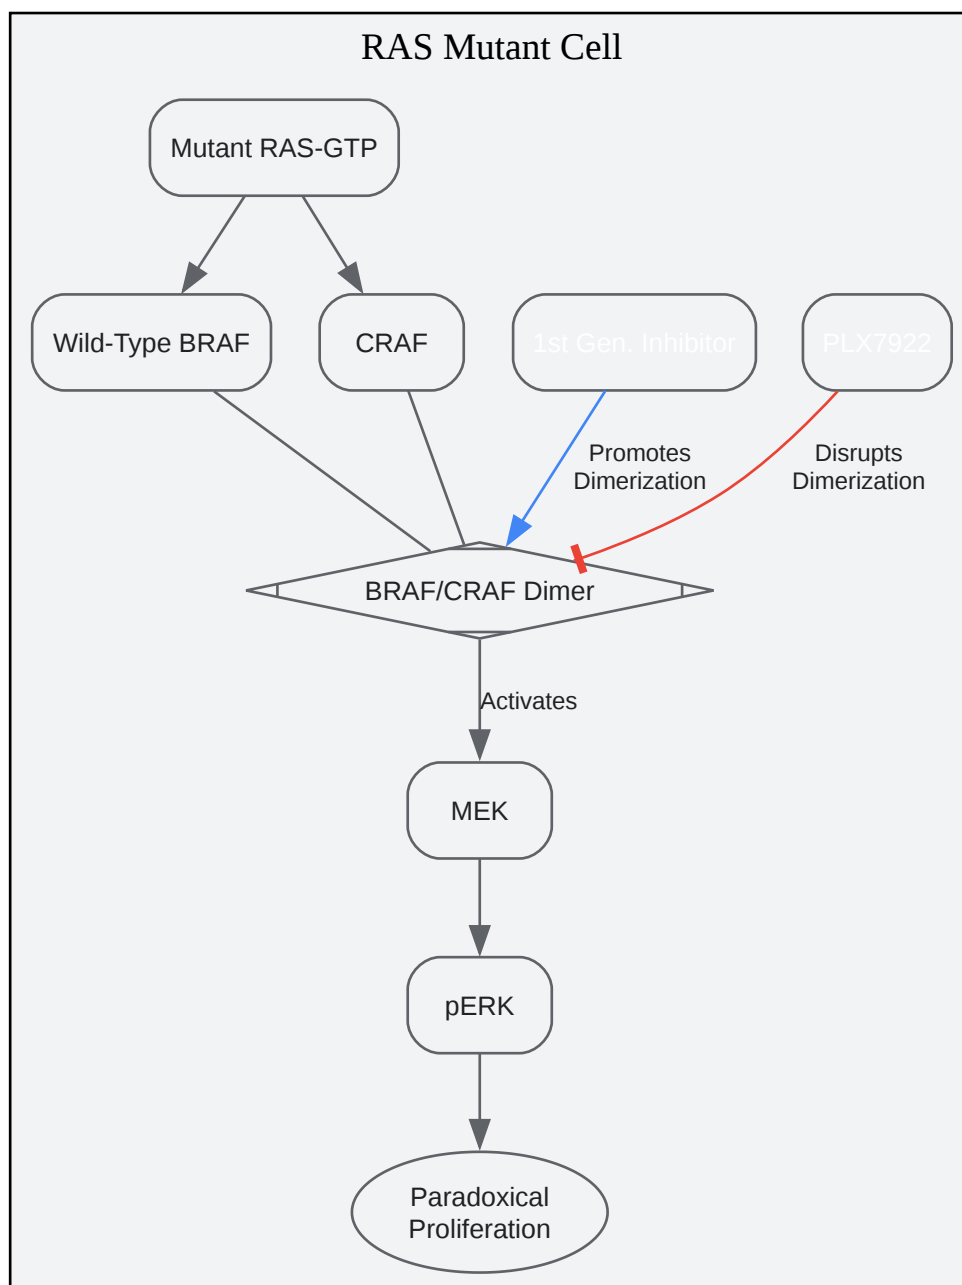 RAS Mutant Cell
Mutant RAS-GTP
Wild-Type BRAF
CRAF
1st Gen. Inhibitor
PLX7922
Promotes
Dimerization
Disrupts
Dimerization
BRAF/CRAF Dimer
Activates
MEK
pERK
Paradoxical
Proliferation